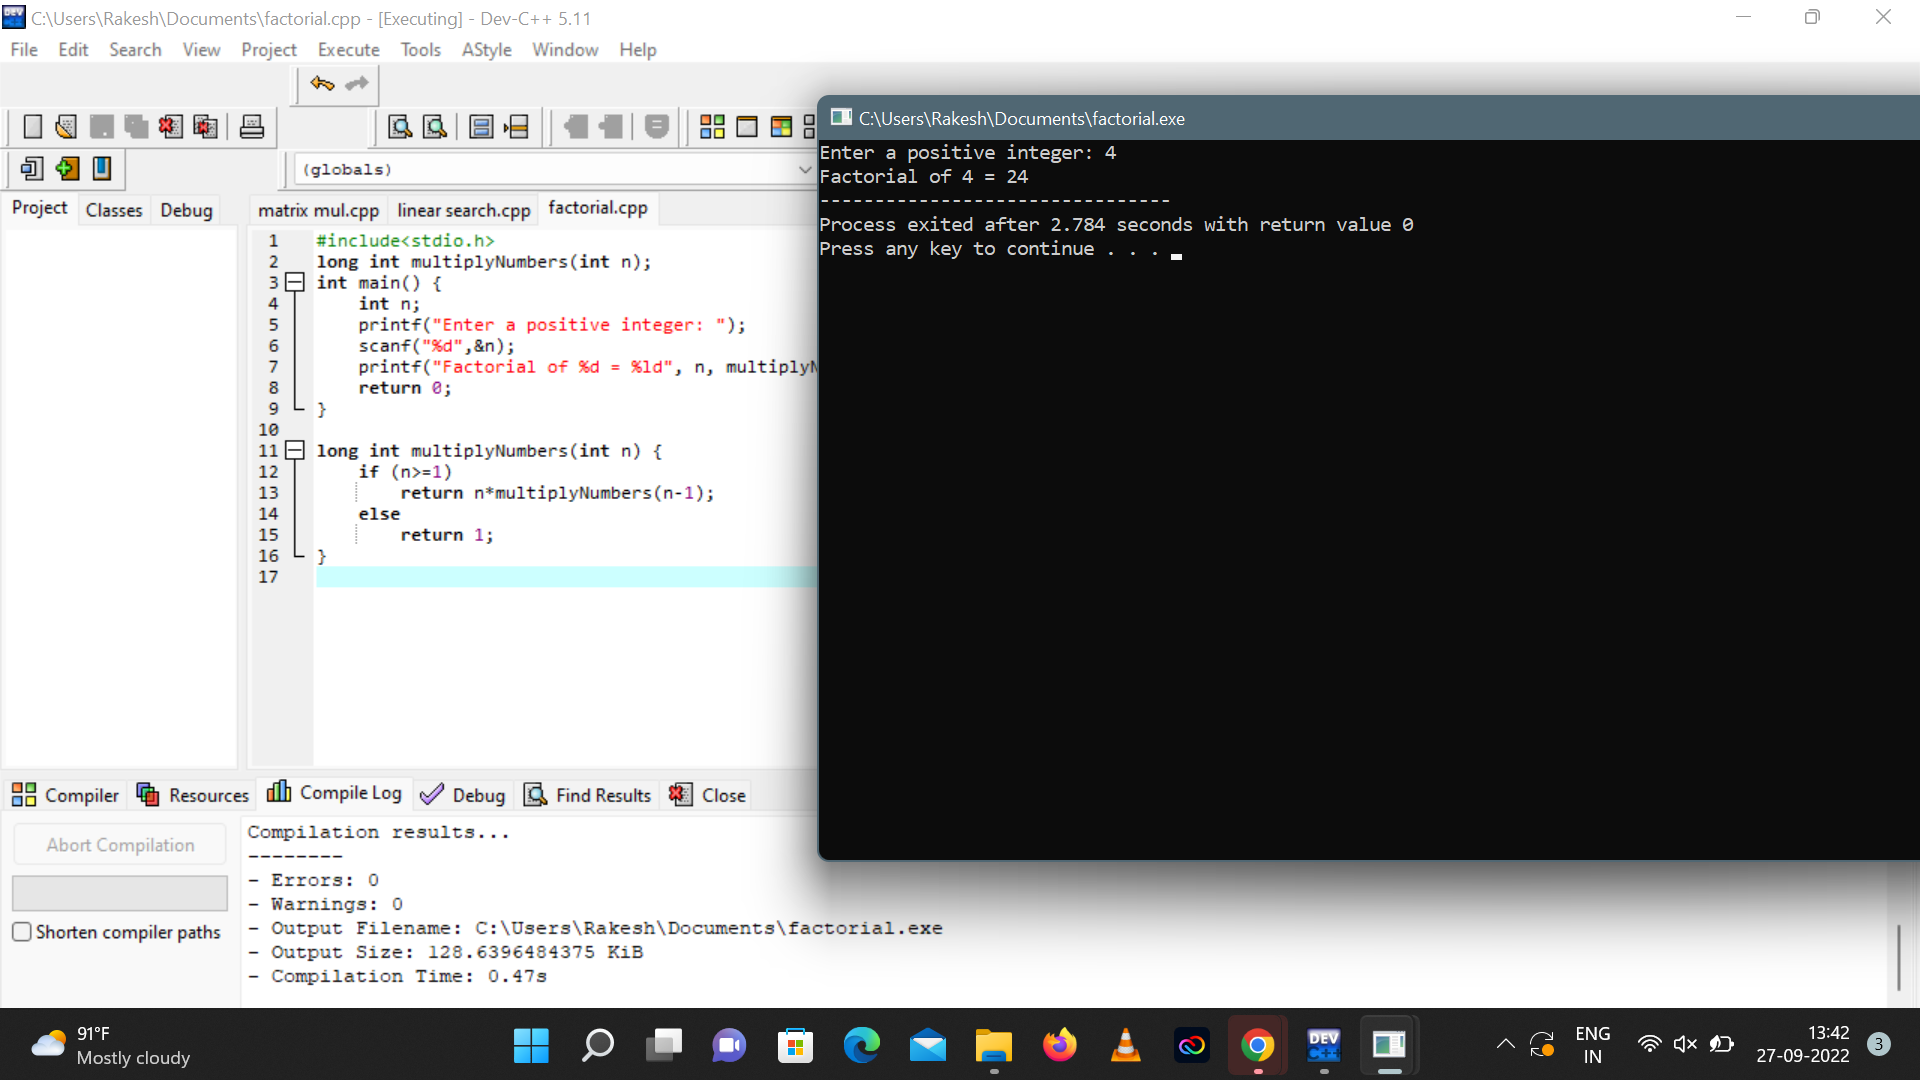 C:\Users\Rakesh\Documents\factorial.cpp - [Executing] - Dev-C++ 5.11
File Edit Search View Project Execute Tools AStyle Window Help
(globals)
Project Classes Debug
matrix mul.cpp linear search.cpp factorial.cpp
1 #include<stdio.h>
2 long int multiplyNumbers(int n);
3 int main() {
4 int n;
5 printf("Enter a positive integer: ");
6 scanf("%d",&n);
7 printf("Factorial of %d = %ld", n, multiplyN
8 return 0;
9 }
10
11 long int multiplyNumbers(int n) {
12 if (n>=1)
13 return n*multiplyNumbers(n-1);
14 else
15 return 1;
16 }
17
C:\Users\Rakesh\Documents\factorial.exe
Enter a positive integer: 4
Factorial of 4 = 24
--------------------------------
Process exited after 2.784 seconds with return value 0
Press any key to continue . . .
Compiler Resources Compile Log Debug Find Results Close
Abort Compilation
Shorten compiler paths
Compilation results...
--------
- Errors: 0
- Warnings: 0
- Output Filename: C:\Users\Rakesh\Documents\factorial.exe
- Output Size: 128.6396484375 KiB
- Compilation Time: 0.47s
91°F
Mostly cloudy
DEV
C++
ENG
IN
13:42
27-09-2022
3